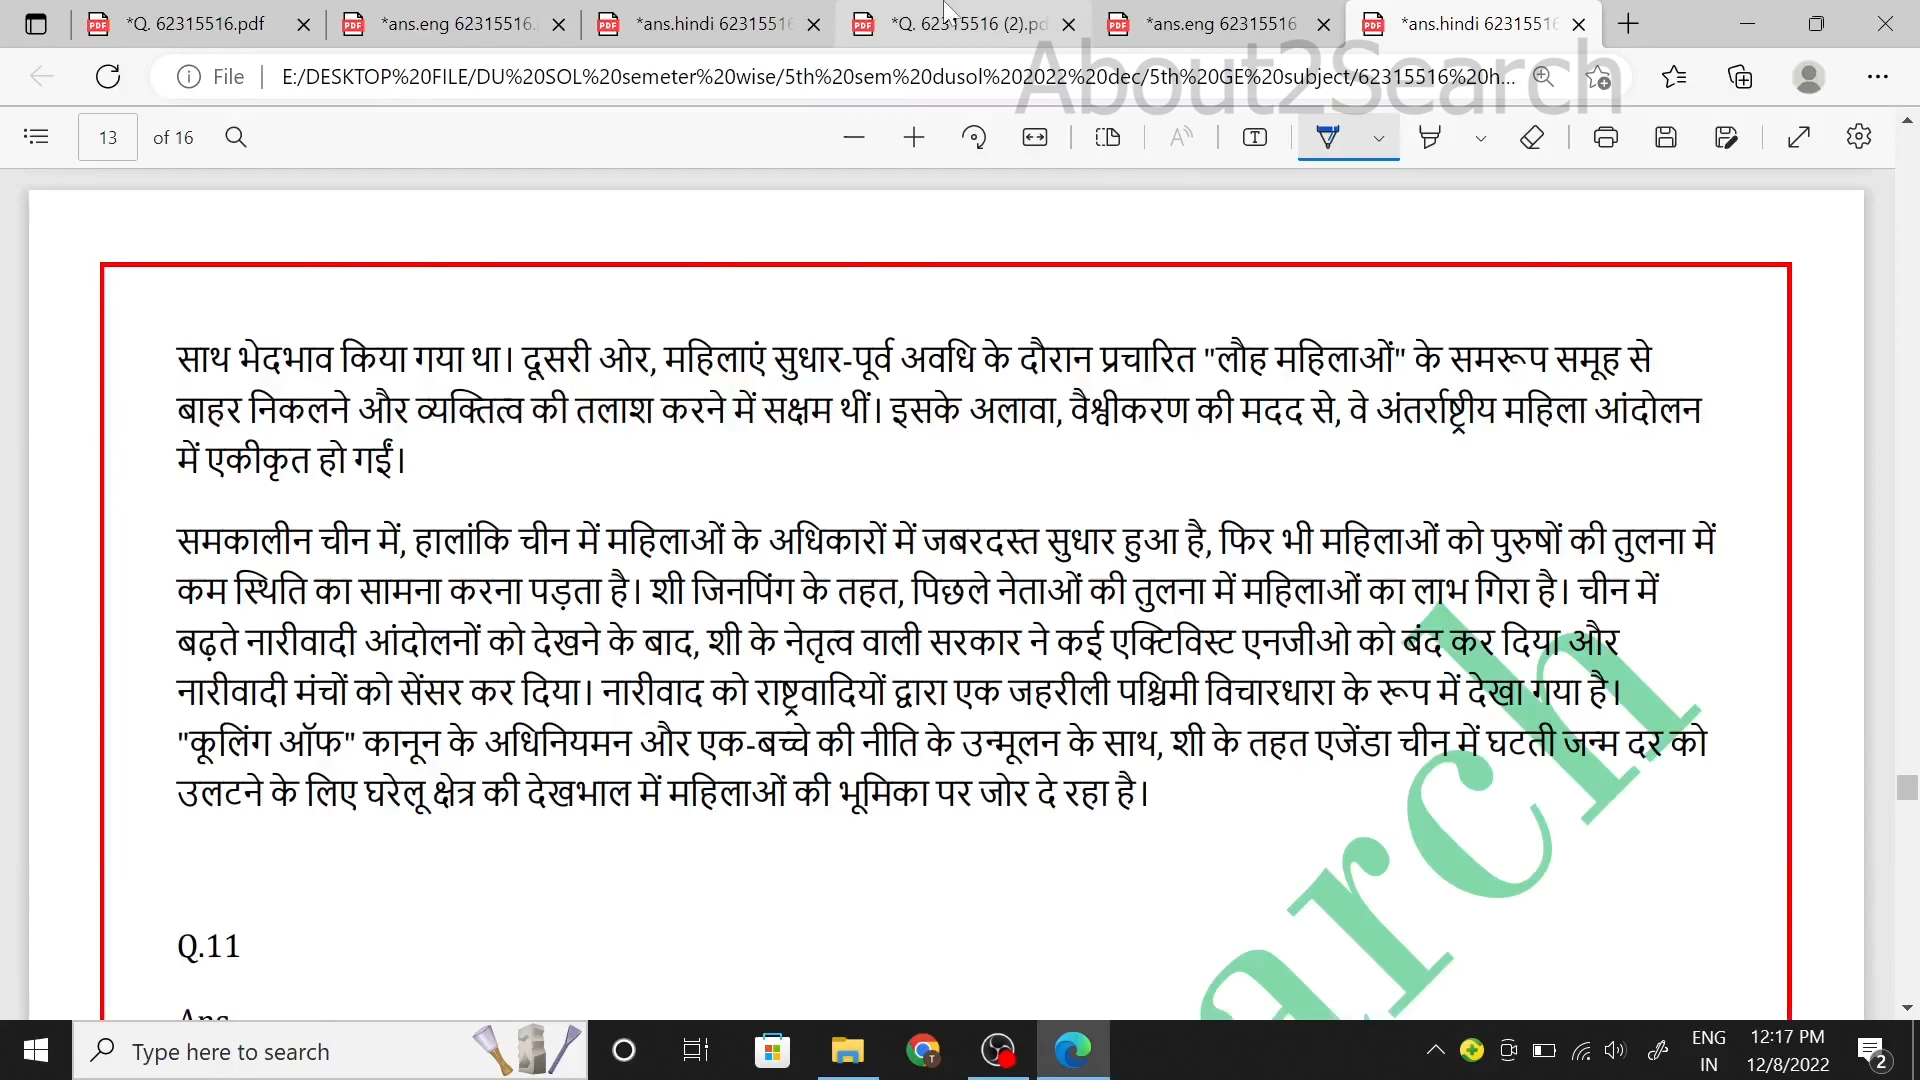 *Q. 62315516.pdf
*ans.eng 62315516.
*ans.hindi 62315516
*Q. 62315516 (2).pd
*ans.eng 62315516
*ans.hindi 62315516
File
E:/DESKTOP%20FILE/DU%20SOL%20semeter%20wise/5th%20sem%20dusol%202022%20dec/5th%20GE%20subject/62315516%20h...
About2Search
13 of 16
साथ भेदभाव किया गया था। दूसरी ओर, महिलाएं सुधार-पूर्व अवधि के दौरान प्रचारित "लौह महिलाओं" के समरूप समूह से
बाहर निकलने और व्यक्तित्व की तलाश करने में सक्षम थीं। इसके अलावा, वैश्वीकरण की मदद से, वे अंतर्राष्ट्रीय महिला आंदोलन
में एकीकृत हो गईं।
समकालीन चीन में, हालांकि चीन में महिलाओं के अधिकारों में जबरदस्त सुधार हुआ है, फिर भी महिलाओं को पुरुषों की तुलना में
कम स्थिति का सामना करना पड़ता है। शी जिनपिंग के तहत, पिछले नेताओं की तुलना में महिलाओं का लाभ गिरा है। चीन में
बढ़ते नारीवादी आंदोलनों को देखने के बाद, शी के नेतृत्व वाली सरकार ने कई एक्टिविस्ट एनजीओ को बंद कर दिया और
नारीवादी मंचों को सेंसर कर दिया। नारीवाद को राष्ट्रवादियों द्वारा एक जहरीली पश्चिमी विचारधारा के रूप में देखा गया है।
"कूलिंग ऑफ" कानून के अधिनियमन और एक-बच्चे की नीति के उन्मूलन के साथ, शी के तहत एजेंडा चीन में घटती जन्म दर को
उलटने के लिए घरेलू क्षेत्र की देखभाल में महिलाओं की भूमिका पर जोर दे रहा है।
arch
Q.11
Ans
Type here to search
ENG
IN
12:17 PM
12/8/2022
2